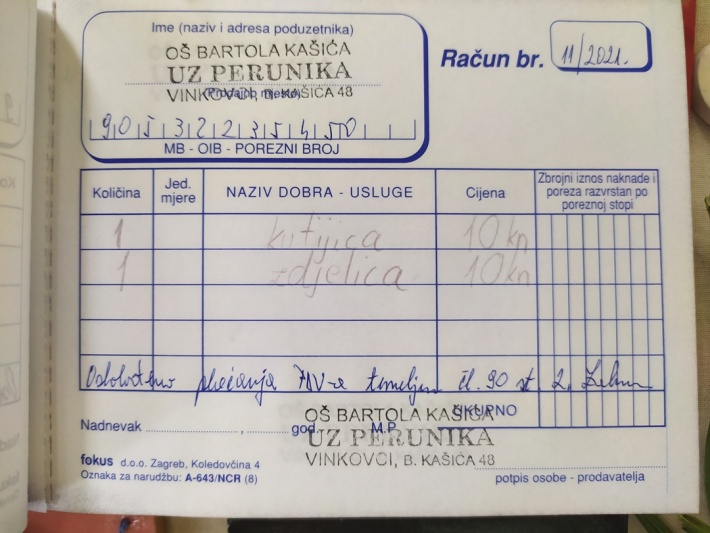 Ime (naziv i adresa poduzetnika)
OŠ BARTOLA KAŠIĆA
UZ PERUNIKA
VINKOVCI, B. KAŠIĆA 48
(Prodajno mjesto)
90532235450
MB - OIB - POREZNI BROJ
Račun br. 11/2021.
Količina Jed. mjere NAZIV DOBRA - USLUGE Cijena Zbrojni iznos naknade i poreza razvrstan po poreznoj stopi
1 kutijica 10 kn
1 zdjelica 10 kn
Oslobođeno plaćanja PDV-a temeljem čl. 90 st. 2. Zakona
UKUPNO
Nadnevak , god. M.P.
OŠ BARTOLA KAŠIĆA
UZ PERUNIKA
VINKOVCI, B. KAŠIĆA 48
fokus d.o.o. Zagreb, Koledovčina 4
Oznaka za narudžbu: A-643/NCR (8)
potpis osobe - prodavatelja